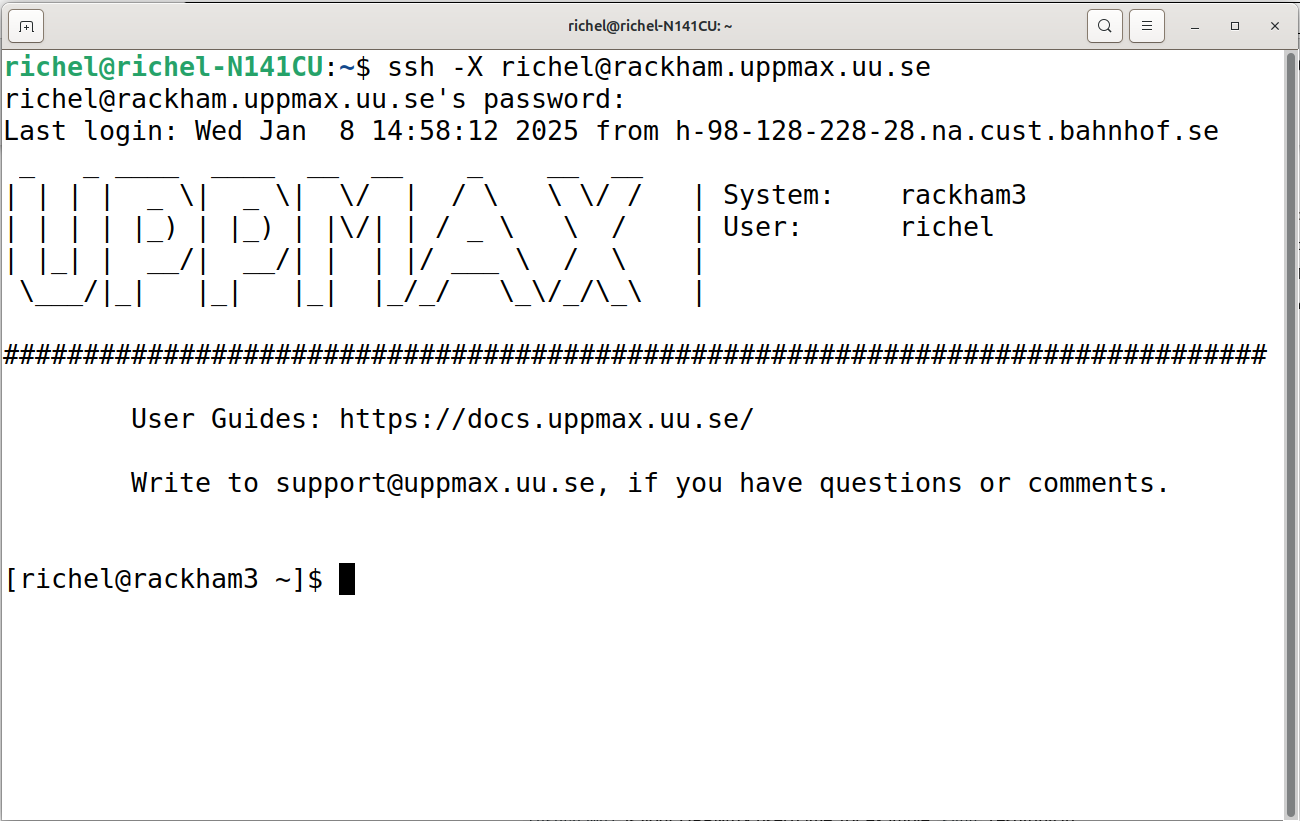 richel@richel-N141CU: ~
richel@richel-N141CU:~$ ssh -X richel@rackham.uppmax.uu.se
richel@rackham.uppmax.uu.se's password:
Last login: Wed Jan  8 14:58:12 2025 from h-98-128-228-28.na.cust.bahnhof.se
 _   _ ____  ____  __  __    _    __  __
| | | |  _ \|  _ \|  \/  |  / \   \ \/ /   | System:    rackham3
| | | | |_) | |_) | |\/| | / _ \   \  /    | User:      richel
| |_| |  __/|  __/| |  | |/ ___ \  /  \    |
 \___/|_|   |_|   |_|  |_/_/   \_\/_/\_\   |
###############################################################################
User Guides: https://docs.uppmax.uu.se/
Write to support@uppmax.uu.se, if you have questions or comments.
[richel@rackham3 ~]$